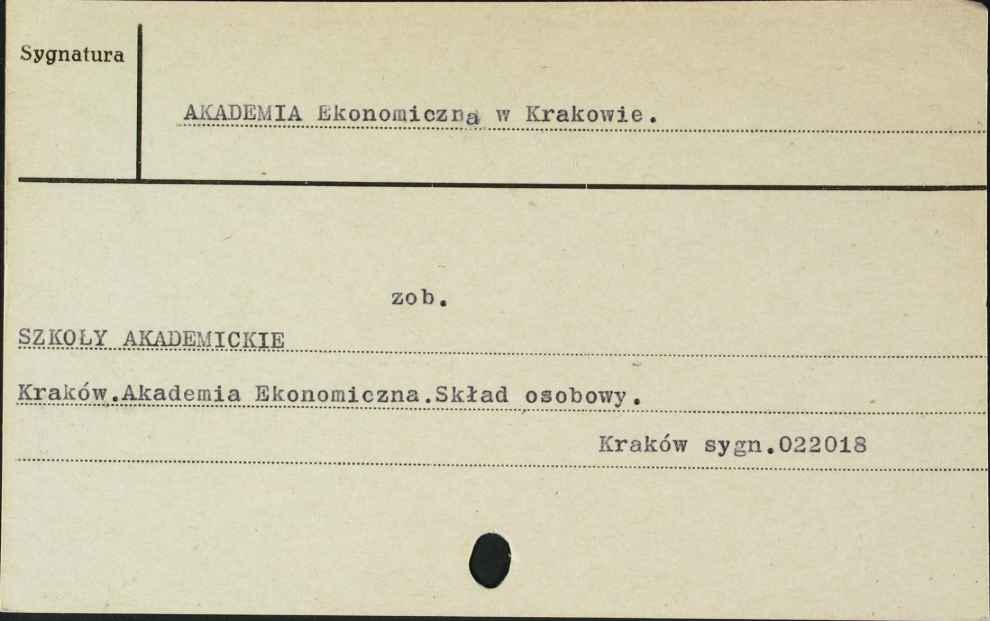 Sygnatura
AKADEMIA Ekonomiczna w Krakowie.
zob.
SZKOŁY AKADEMICKIE
Kraków.Akademia Ekonomiczna.Skład osobowy.
Kraków sygn.022018